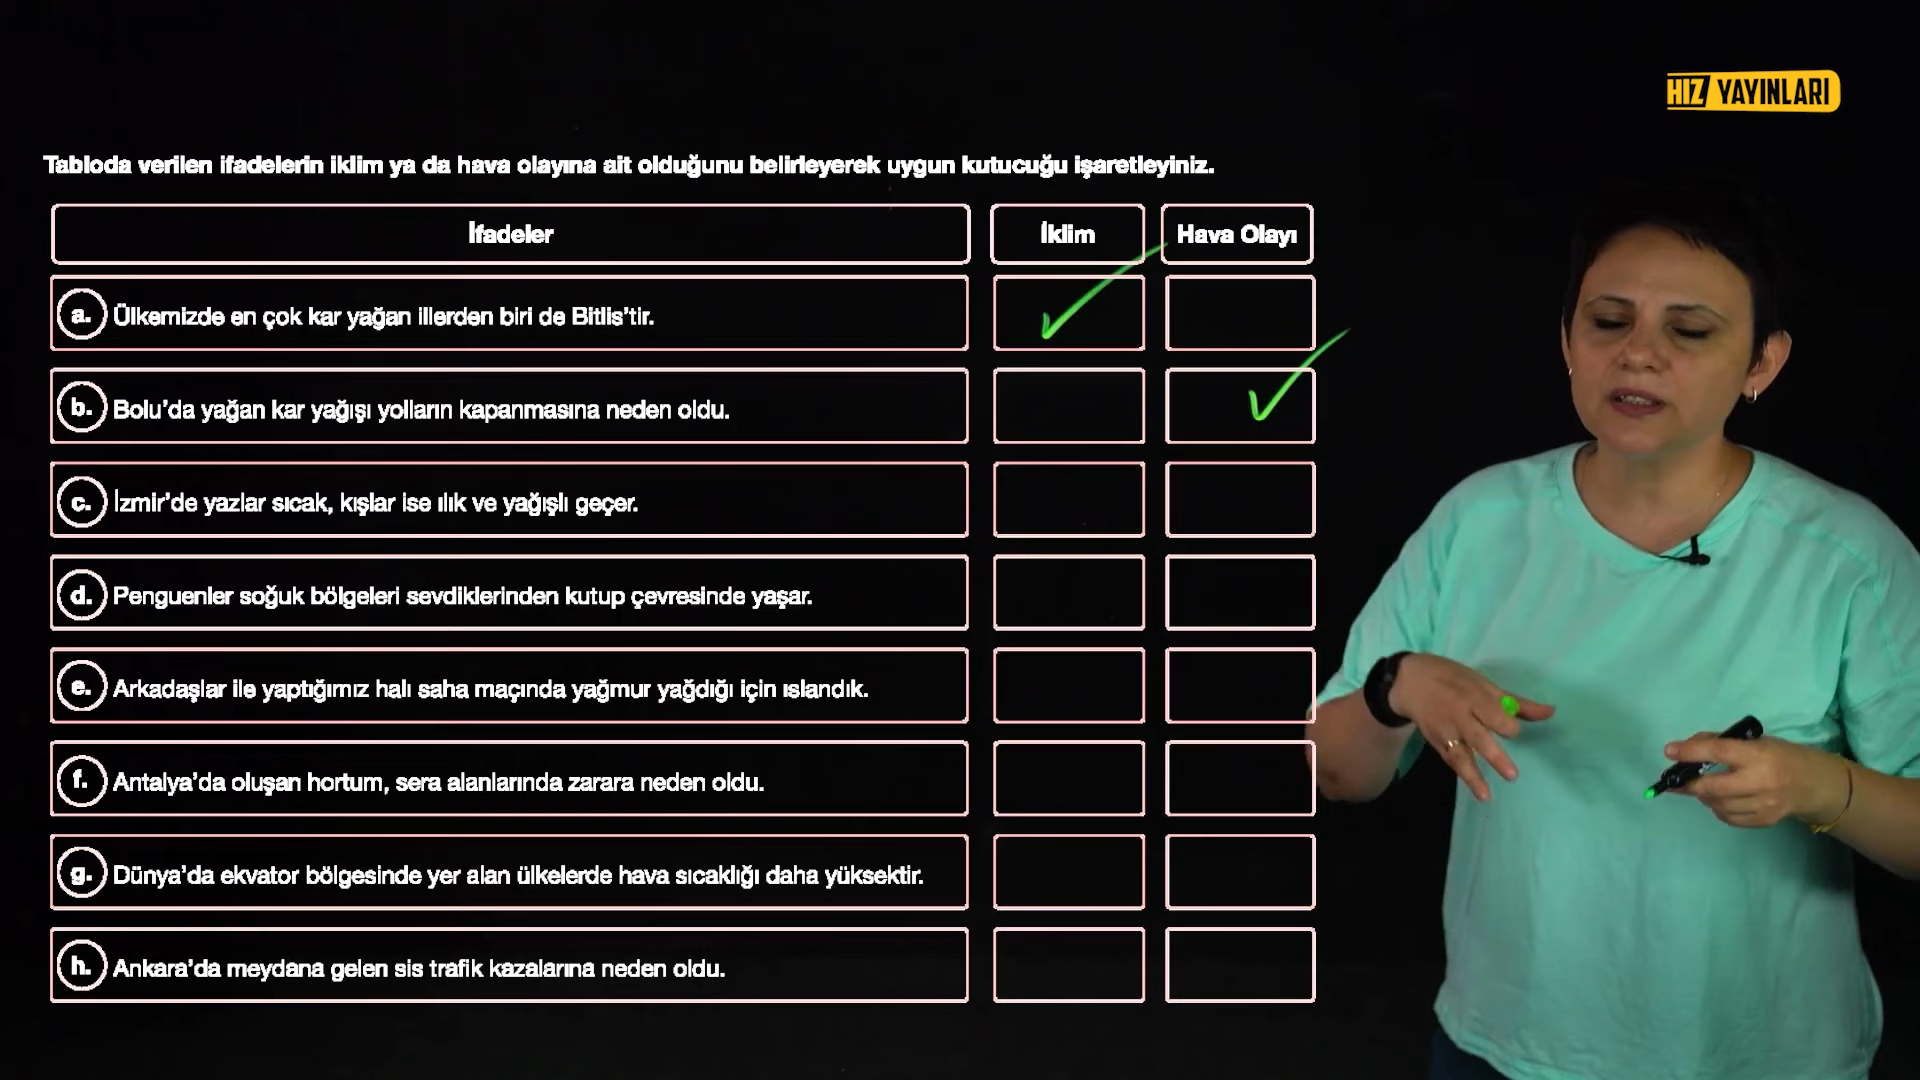 HIZ YAYINLARI
Tabloda verilen ifadelerin iklim ya da hava olayına ait olduğunu belirleyerek uygun kutucuğu işaretleyiniz.
İfadeler İklim Hava Olayı
a. Ülkemizde en çok kar yağan illerden biri de Bitlis'tir.
b. Bolu'da yağan kar yağışı yolların kapanmasına neden oldu.
c. İzmir'de yazlar sıcak, kışlar ise ılık ve yağışlı geçer.
d. Penguenler soğuk bölgeleri sevdiklerinden kutup çevresinde yaşar.
e. Arkadaşlar ile yaptığımız halı saha maçında yağmur yağdığı için ıslandık.
f. Antalya'da oluşan hortum, sera alanlarında zarara neden oldu.
g. Dünya'da ekvator bölgesinde yer alan ülkelerde hava sıcaklığı daha yüksektir.
h. Ankara'da meydana gelen sis trafik kazalarına neden oldu.